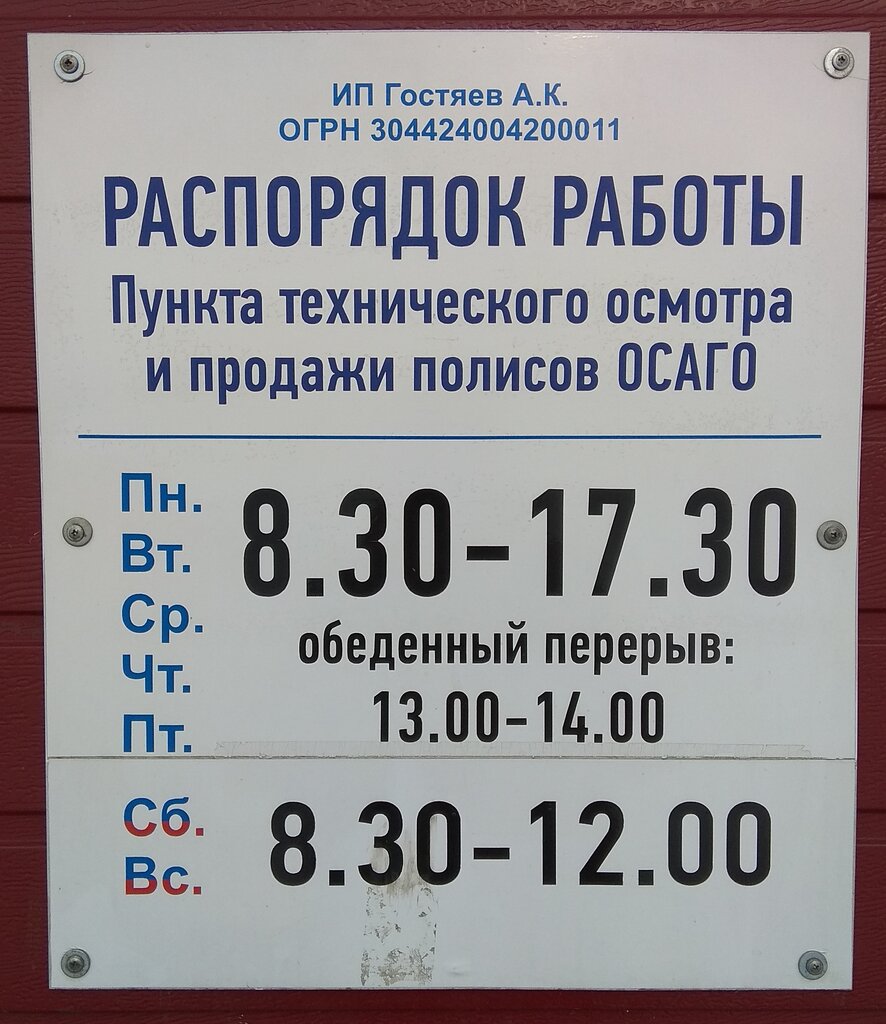 ИП Гостяев А.К.
ОГРН 304424004200011
РАСПОРЯДОК РАБОТЫ
Пункта технического осмотра
и продажи полисов ОСАГО
Пн.
Вт.
Ср.
Чт.
Пт.
8.30-17.30
обеденный перерыв:
13.00-14.00
Сб.
Вс.
8.30-12.00